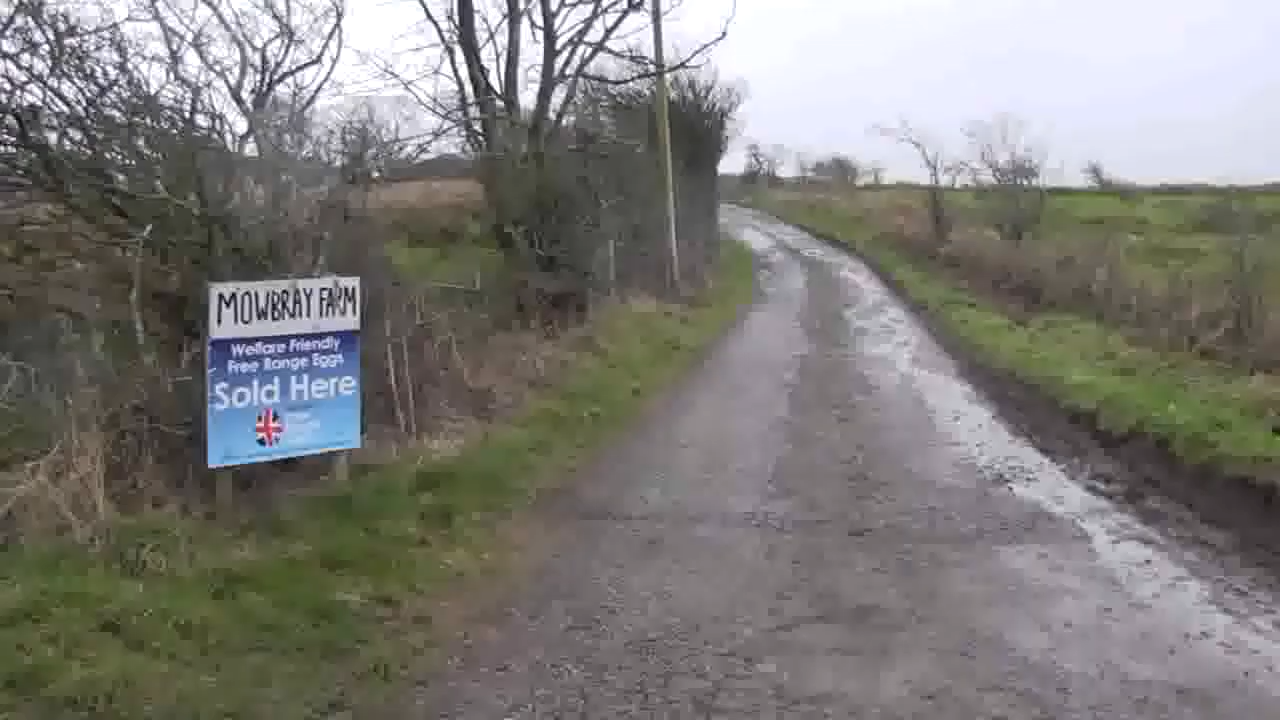 MOWBRAY FARM
Welfare Friendly
Free Range Eggs
Sold Here